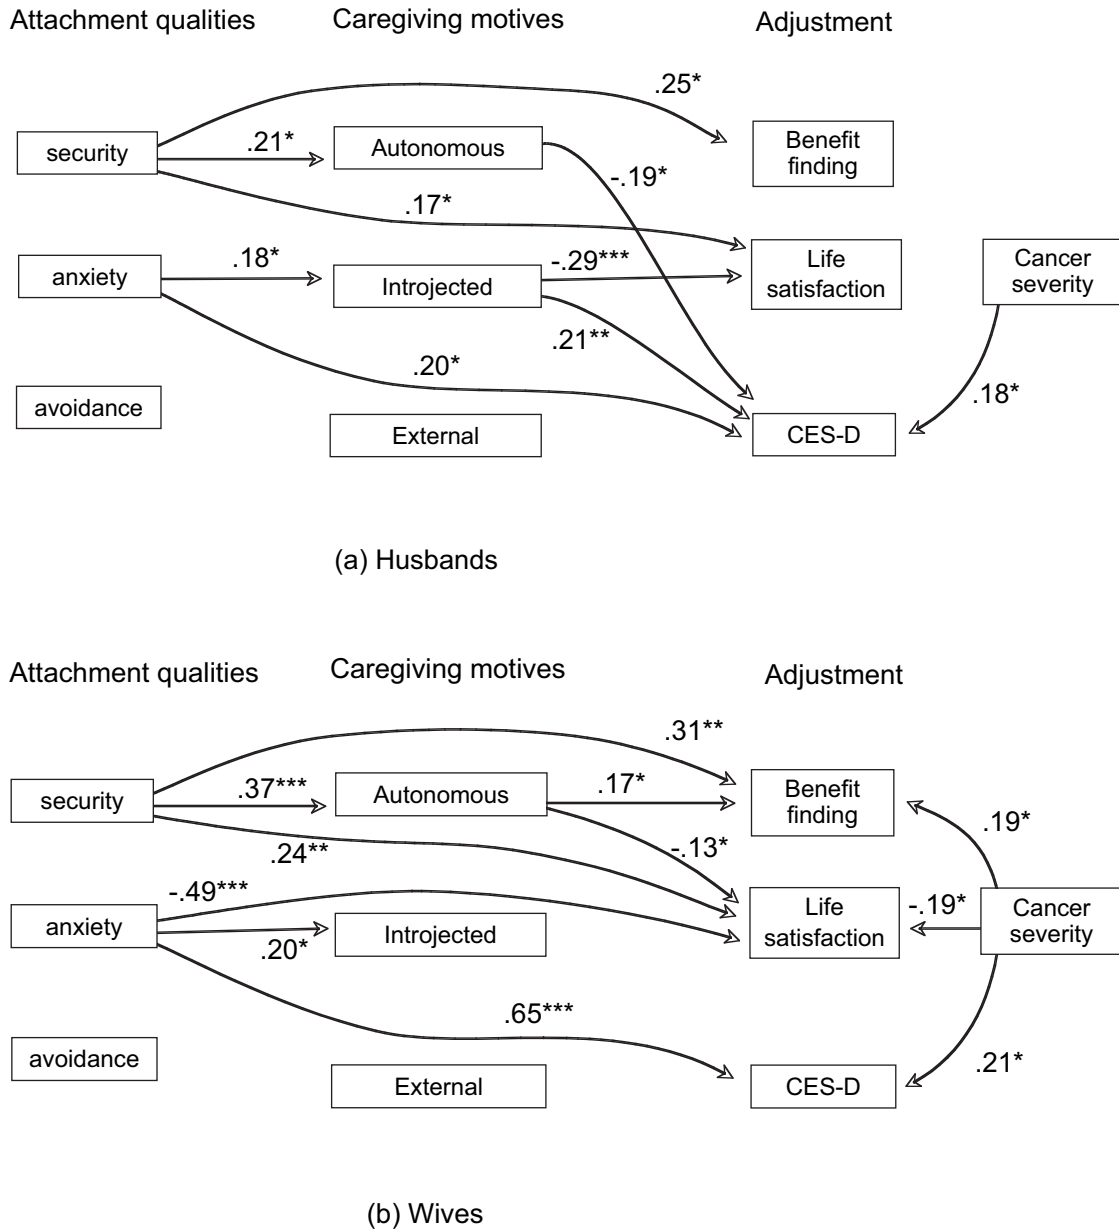 Attachment qualities
Caregiving motives
Adjustment
.25*
security
.21*
Autonomous
-.19*
Benefit
finding
.17*
anxiety
.18*
Introjected
-.29***
Life
satisfaction
Cancer
severity
.21**
.20*
.18*
avoidance
External
CES-D
(a) Husbands
Attachment qualities
Caregiving motives
Adjustment
.31**
security
.37***
Autonomous
.17*
Benefit
finding
.19*
.24**
-.13*
-.49***
anxiety
.20*
Introjected
Life
satisfaction
-.19*
Cancer
severity
.65***
avoidance
External
CES-D
.21*
(b) Wives